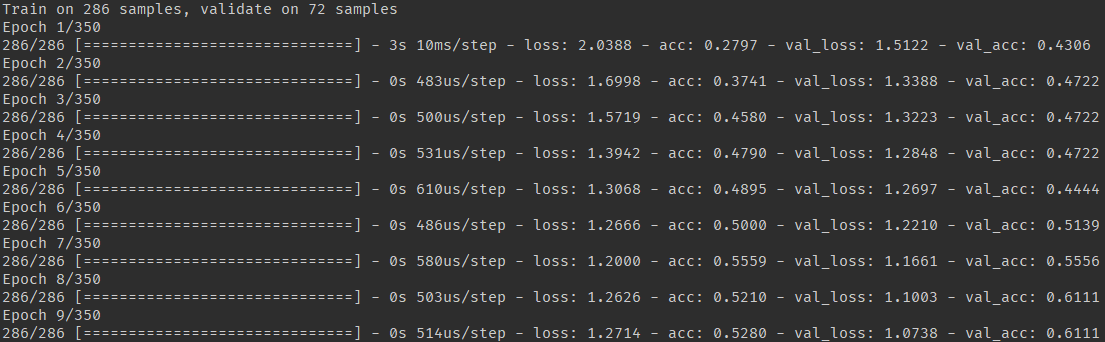 Train on 286 samples, validate on 72 samples
Epoch 1/350
286/286 [==============================] - 3s 10ms/step - loss: 2.0388 - acc: 0.2797 - val_loss: 1.5122 - val_acc: 0.4306
Epoch 2/350
286/286 [==============================] - 0s 483us/step - loss: 1.6998 - acc: 0.3741 - val_loss: 1.3388 - val_acc: 0.4722
Epoch 3/350
286/286 [==============================] - 0s 500us/step - loss: 1.5719 - acc: 0.4580 - val_loss: 1.3223 - val_acc: 0.4722
Epoch 4/350
286/286 [==============================] - 0s 531us/step - loss: 1.3942 - acc: 0.4790 - val_loss: 1.2848 - val_acc: 0.4722
Epoch 5/350
286/286 [==============================] - 0s 610us/step - loss: 1.3068 - acc: 0.4895 - val_loss: 1.2697 - val_acc: 0.4444
Epoch 6/350
286/286 [==============================] - 0s 486us/step - loss: 1.2666 - acc: 0.5000 - val_loss: 1.2210 - val_acc: 0.5139
Epoch 7/350
286/286 [==============================] - 0s 580us/step - loss: 1.2000 - acc: 0.5559 - val_loss: 1.1661 - val_acc: 0.5556
Epoch 8/350
286/286 [==============================] - 0s 503us/step - loss: 1.2626 - acc: 0.5210 - val_loss: 1.1003 - val_acc: 0.6111
Epoch 9/350
286/286 [==============================] - 0s 514us/step - loss: 1.2714 - acc: 0.5280 - val_loss: 1.0738 - val_acc: 0.6111